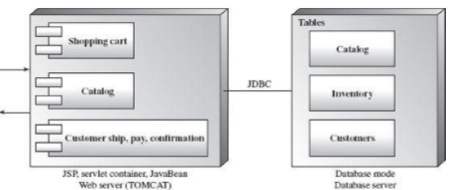 Shopping cart
Catalog
Customer ship, pay, confirmation
JSP, servlet container, JavaBean
Web server (TOMCAT)
JDBC
Tables
Catalog
Inventory
Customers
Database mode
Database server